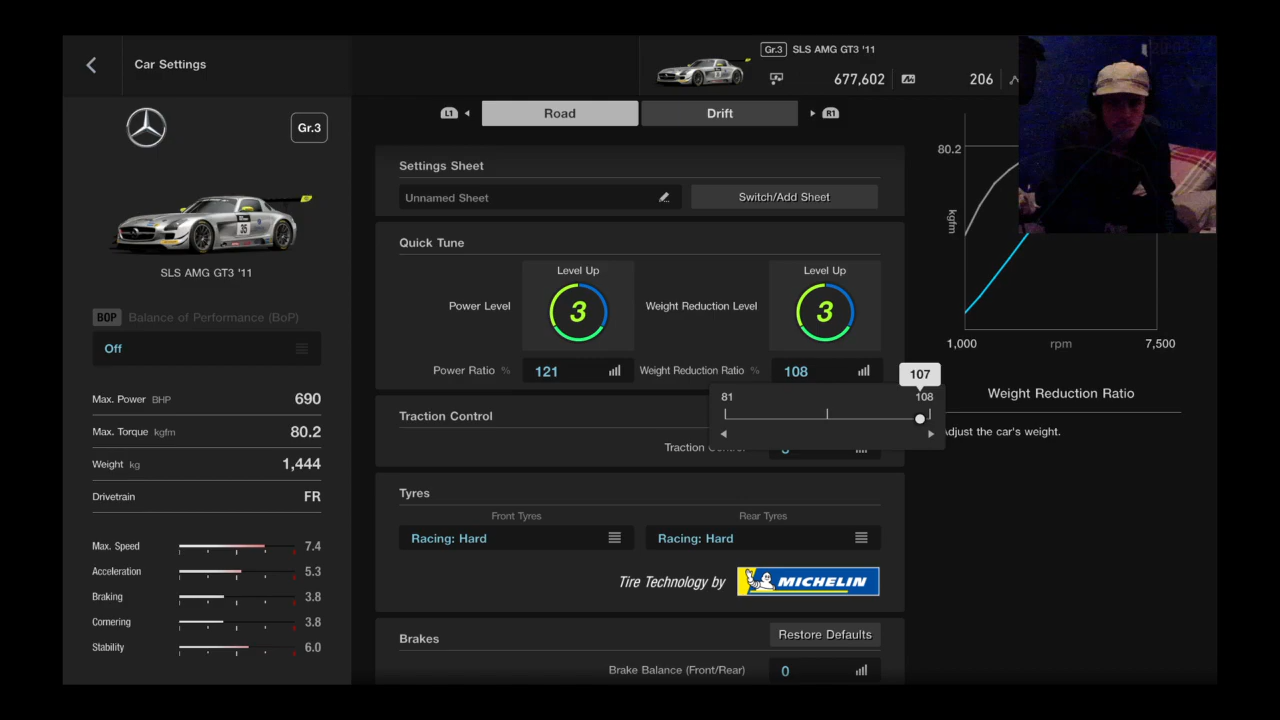 Car Settings
Gr.3 SLS AMG GT3 '11
677,602 206
L1 Road Drift R1
Gr.3
35
SLS AMG GT3 '11
BOP Balance of Performance (BoP)
Off
Max. Power BHP 690
Max. Torque kgfm 80.2
Weight kg 1,444
Drivetrain FR
Max. Speed 7.4
Acceleration 5.3
Braking 3.8
Cornering 3.8
Stability 6.0
Settings Sheet
Unnamed Sheet Switch/Add Sheet
Quick Tune
Level Up Level Up
Power Level 3 Weight Reduction Level 3
Power Ratio % 121 Weight Reduction Ratio % 108
107
81 108
Traction Control
Traction
Tyres
Front Tyres Rear Tyres
Racing: Hard Racing: Hard
Tire Technology by MICHELIN
Brakes Restore Defaults
Brake Balance (Front/Rear) 0
80.2
kgfm
1,000 rpm 7,500
Weight Reduction Ratio
Adjust the car's weight.